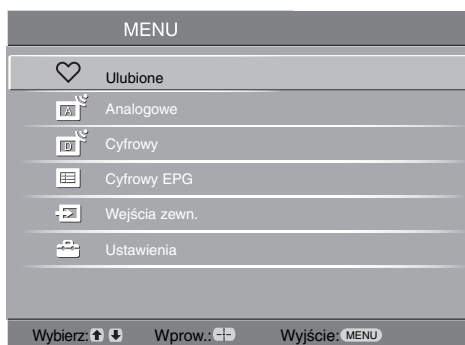 MENU
Ulubione
A Analogowe
D Cyfrowy
Cyfrowy EPG
Wejścia zewn.
Ustawienia
Wybierz: Wprow.: Wyjście: MENU